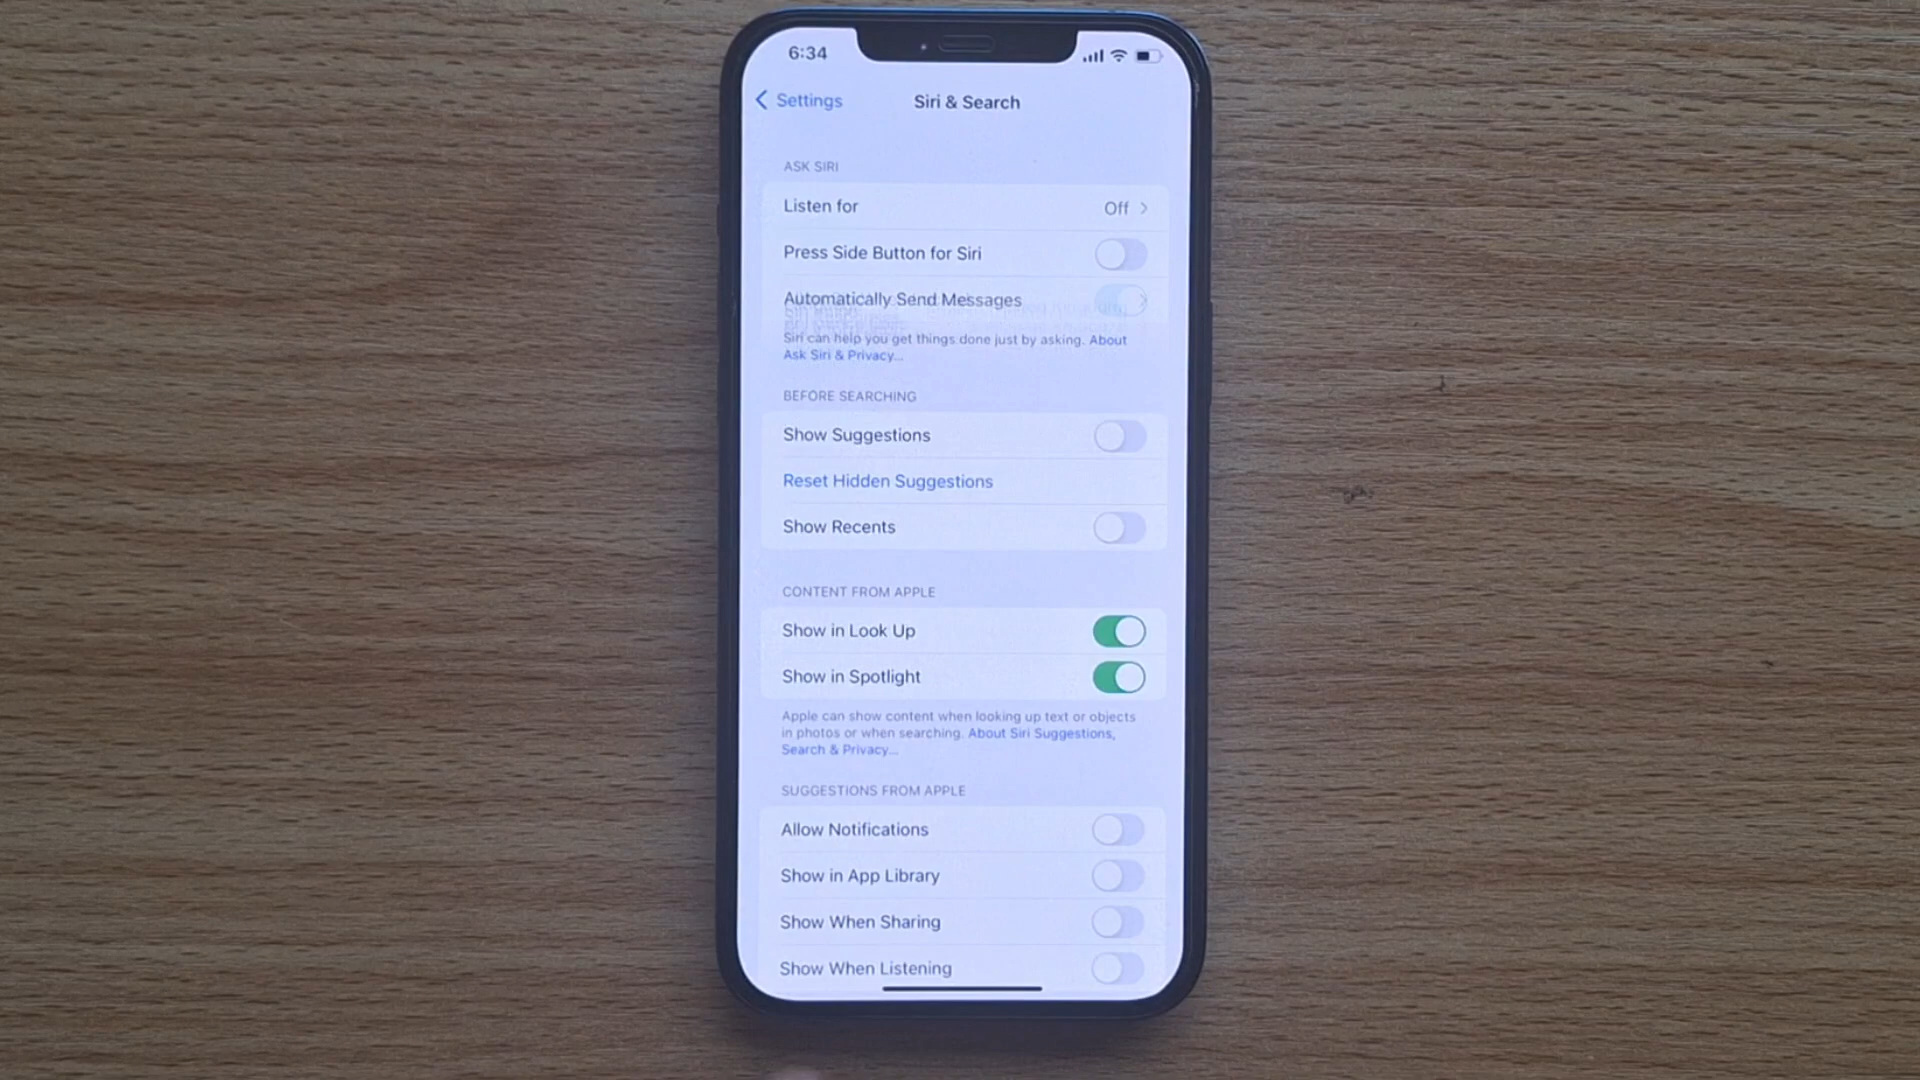 6:34
Settings
Siri & Search
ASK SIRI
Listen for
Off
Press Side Button for Siri
Automatically Send Messages
Siri can help you get things done just by asking. About
Ask Siri & Privacy...
BEFORE SEARCHING
Show Suggestions
Reset Hidden Suggestions
Show Recents
CONTENT FROM APPLE
Show in Look Up
Show in Spotlight
Apple can show content when looking up text or objects
in photos or when searching. About Siri Suggestions,
Search & Privacy...
SUGGESTIONS FROM APPLE
Allow Notifications
Show in App Library
Show When Sharing
Show When Listening